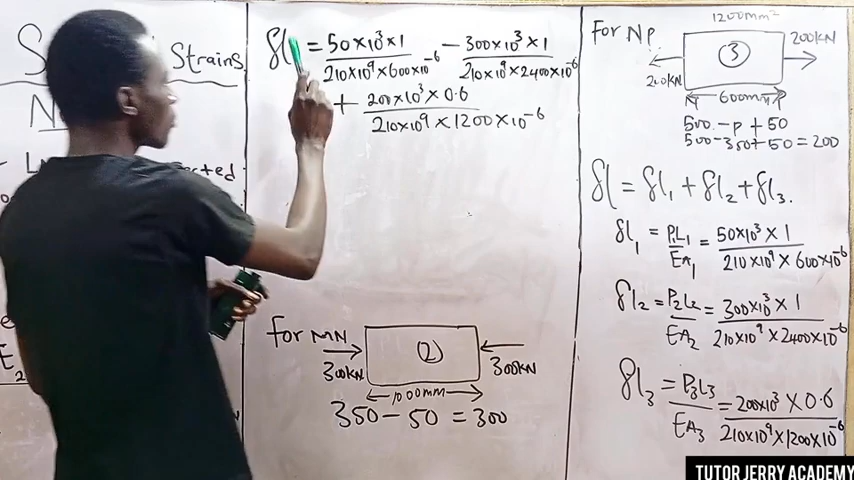 Strains
N
L
ected
E
2
δl = 50×10³×1 / 210×10⁹×600×10⁻⁶ − 300×10³×1 / 210×10⁹×2400×10⁻⁶
+ 200×10³×0.6 / 210×10⁹×1200×10⁻⁶
for MN
2
300KN
300KN
1000mm
350 − 50 = 300
1200mm²
For NP
3
200KN
200KN
N 600mm P
500 - P + 50
500 - 350 + 50 = 200
δl = δl₁ + δl₂ + δl₃.
δl₁ = P₁L₁ / EA₁ = 50×10³×1 / 210×10⁹×600×10⁻⁶
δl₂ = P₂L₂ / EA₂ = 300×10³×1 / 210×10⁹×2400×10⁻⁶
δl₃ = P₃L₃ / EA₃ = 200×10³×0.6 / 210×10⁹×1200×10⁻⁶
TUTOR JERRY ACADEMY